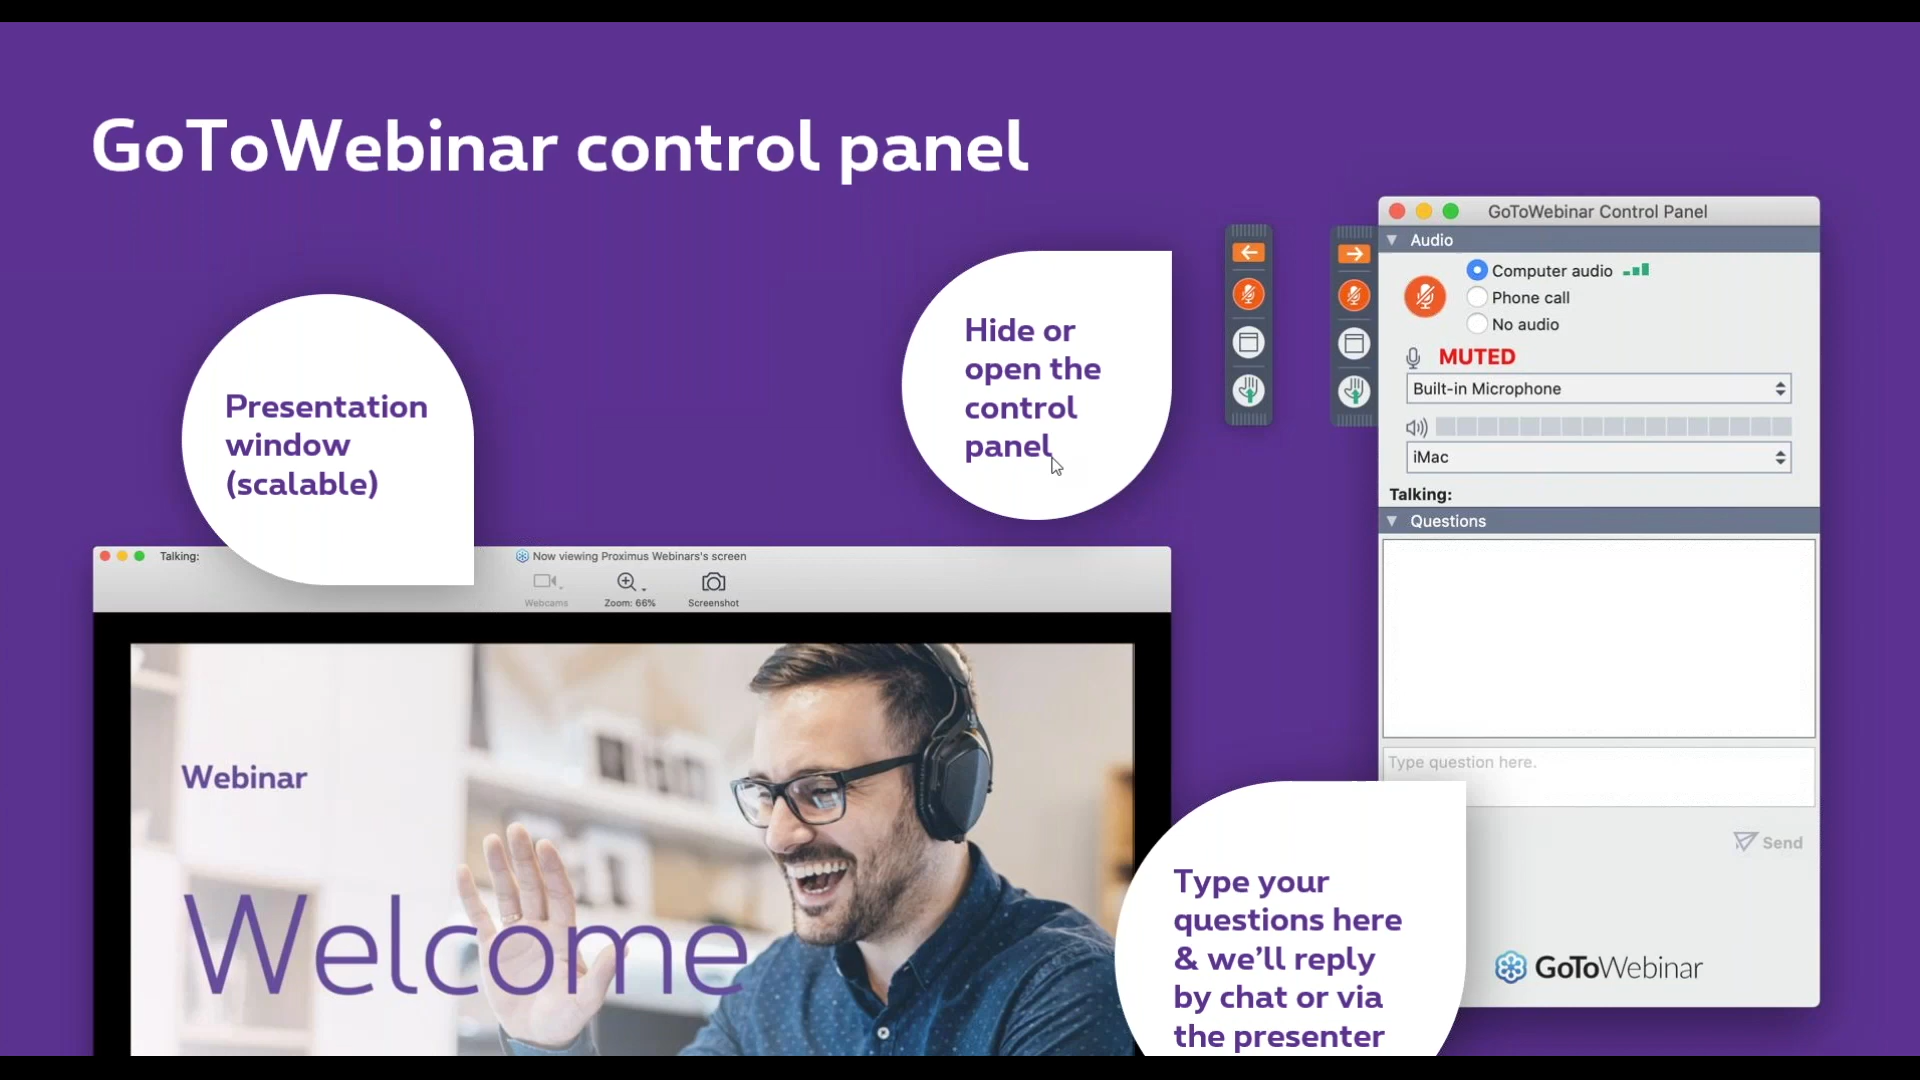 GoToWebinar control panel
Presentation
window
(scalable)
Hide or
open the
control
panel
GoToWebinar Control Panel
Audio
Computer audio
Phone call
No audio
MUTED
Built-in Microphone
iMac
Talking:
Questions
Type question here.
Send
GoToWebinar
Talking:
Now viewing Proximus Webinars's screen
Webcams
Zoom: 66%
Screenshot
Webinar
Welcome
Type your
questions here
& we'll reply
by chat or via
the presenter